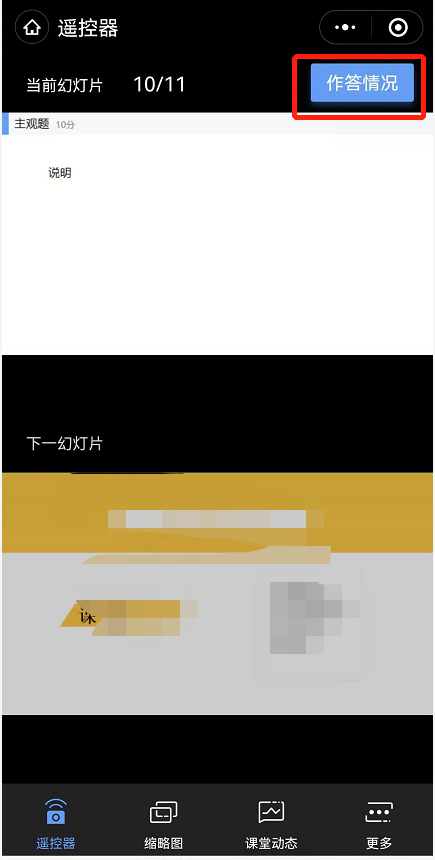 遥控器
当前幻灯片 10/11 作答情况
主观题 10分
说明
下一幻灯片
课
遥控器 缩略图 课堂动态 更多